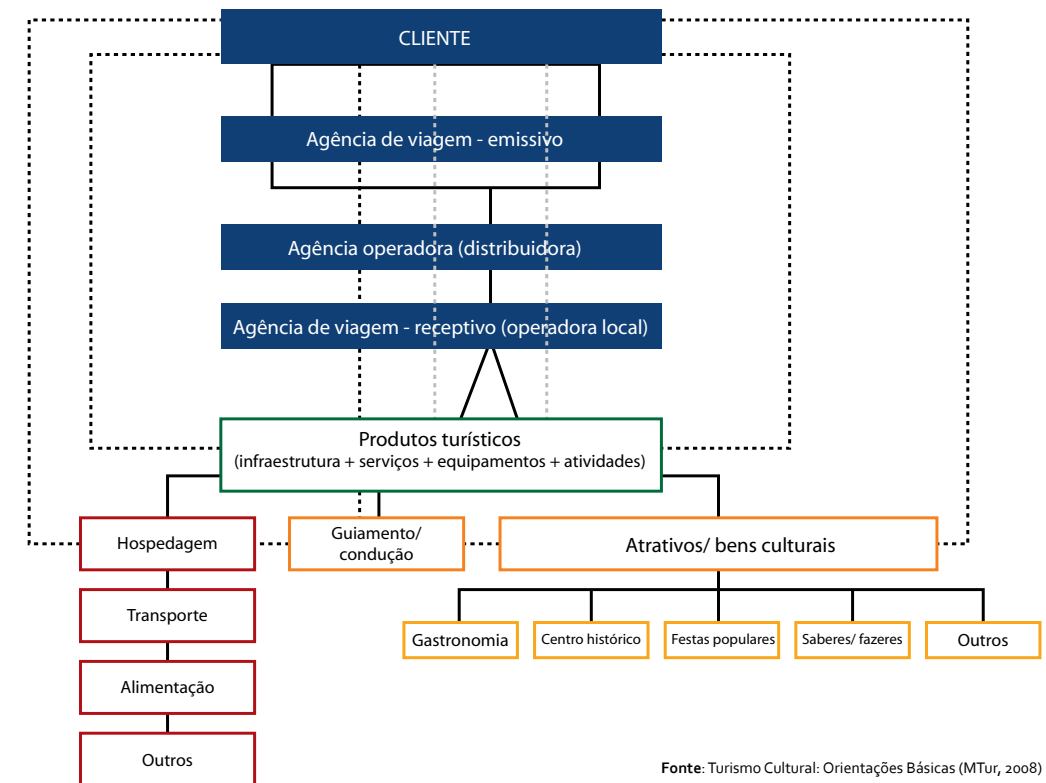 CLIENTE
Agência de viagem - emissivo
Agência operadora (distribuidora)
Agência de viagem - receptivo (operadora local)
Produtos turísticos
(infraestrutura + serviços + equipamentos + atividades)
Hospedagem
Guiamento/
condução
Atrativos/ bens culturais
Transporte
Alimentação
Outros
Gastronomia
Centro histórico
Festas populares
Saberes/ fazeres
Outros
Fonte: Turismo Cultural: Orientações Básicas (MTur, 2008)